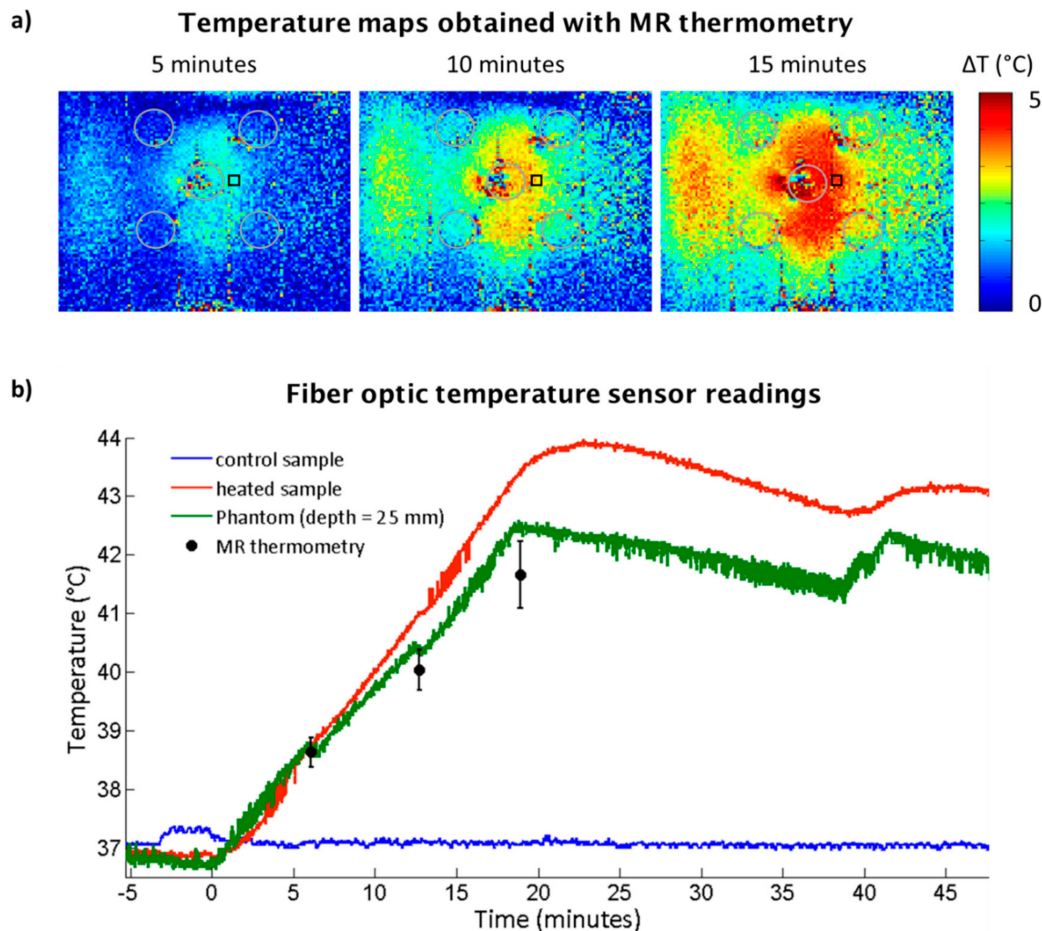 a)
Temperature maps obtained with MR thermometry
5 minutes 10 minutes 15 minutes ΔT (°C)
5
0
b)
Fiber optic temperature sensor readings
44
43
42
41
40
39
38
37
Temperature (°C)
control sample
heated sample
Phantom (depth = 25 mm)
MR thermometry
-5 0 5 10 15 20 25 30 35 40 45
Time (minutes)